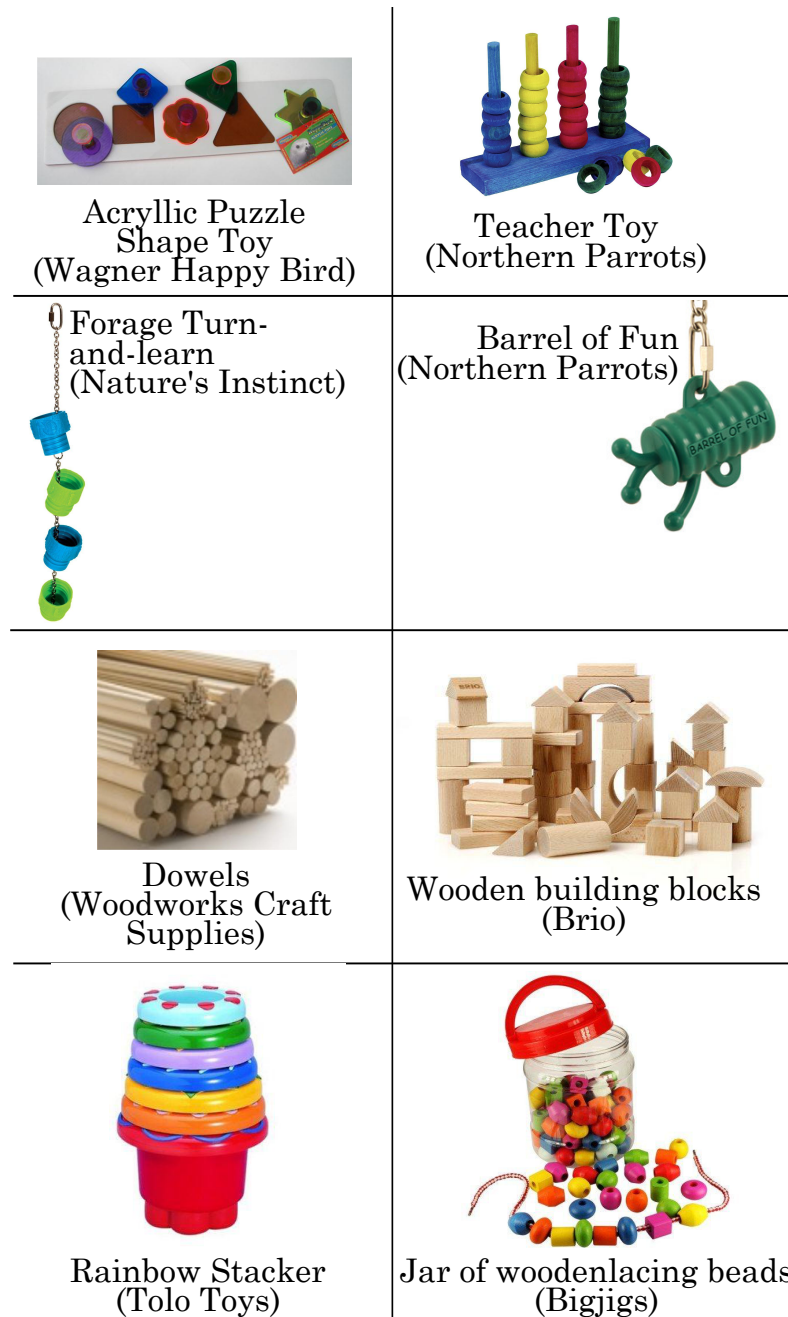 Acryllic Puzzle
Shape Toy
(Wagner Happy Bird)
Teacher Toy
(Northern Parrots)
Forage Turn-
and-learn
(Nature's Instinct)
Barrel of Fun
(Northern Parrots)
BARREL OF FUN
BRIO
Dowels
(Woodworks Craft
Supplies)
Wooden building blocks
(Brio)
Rainbow Stacker
(Tolo Toys)
Jar of woodenlacing beads
(Bigjigs)